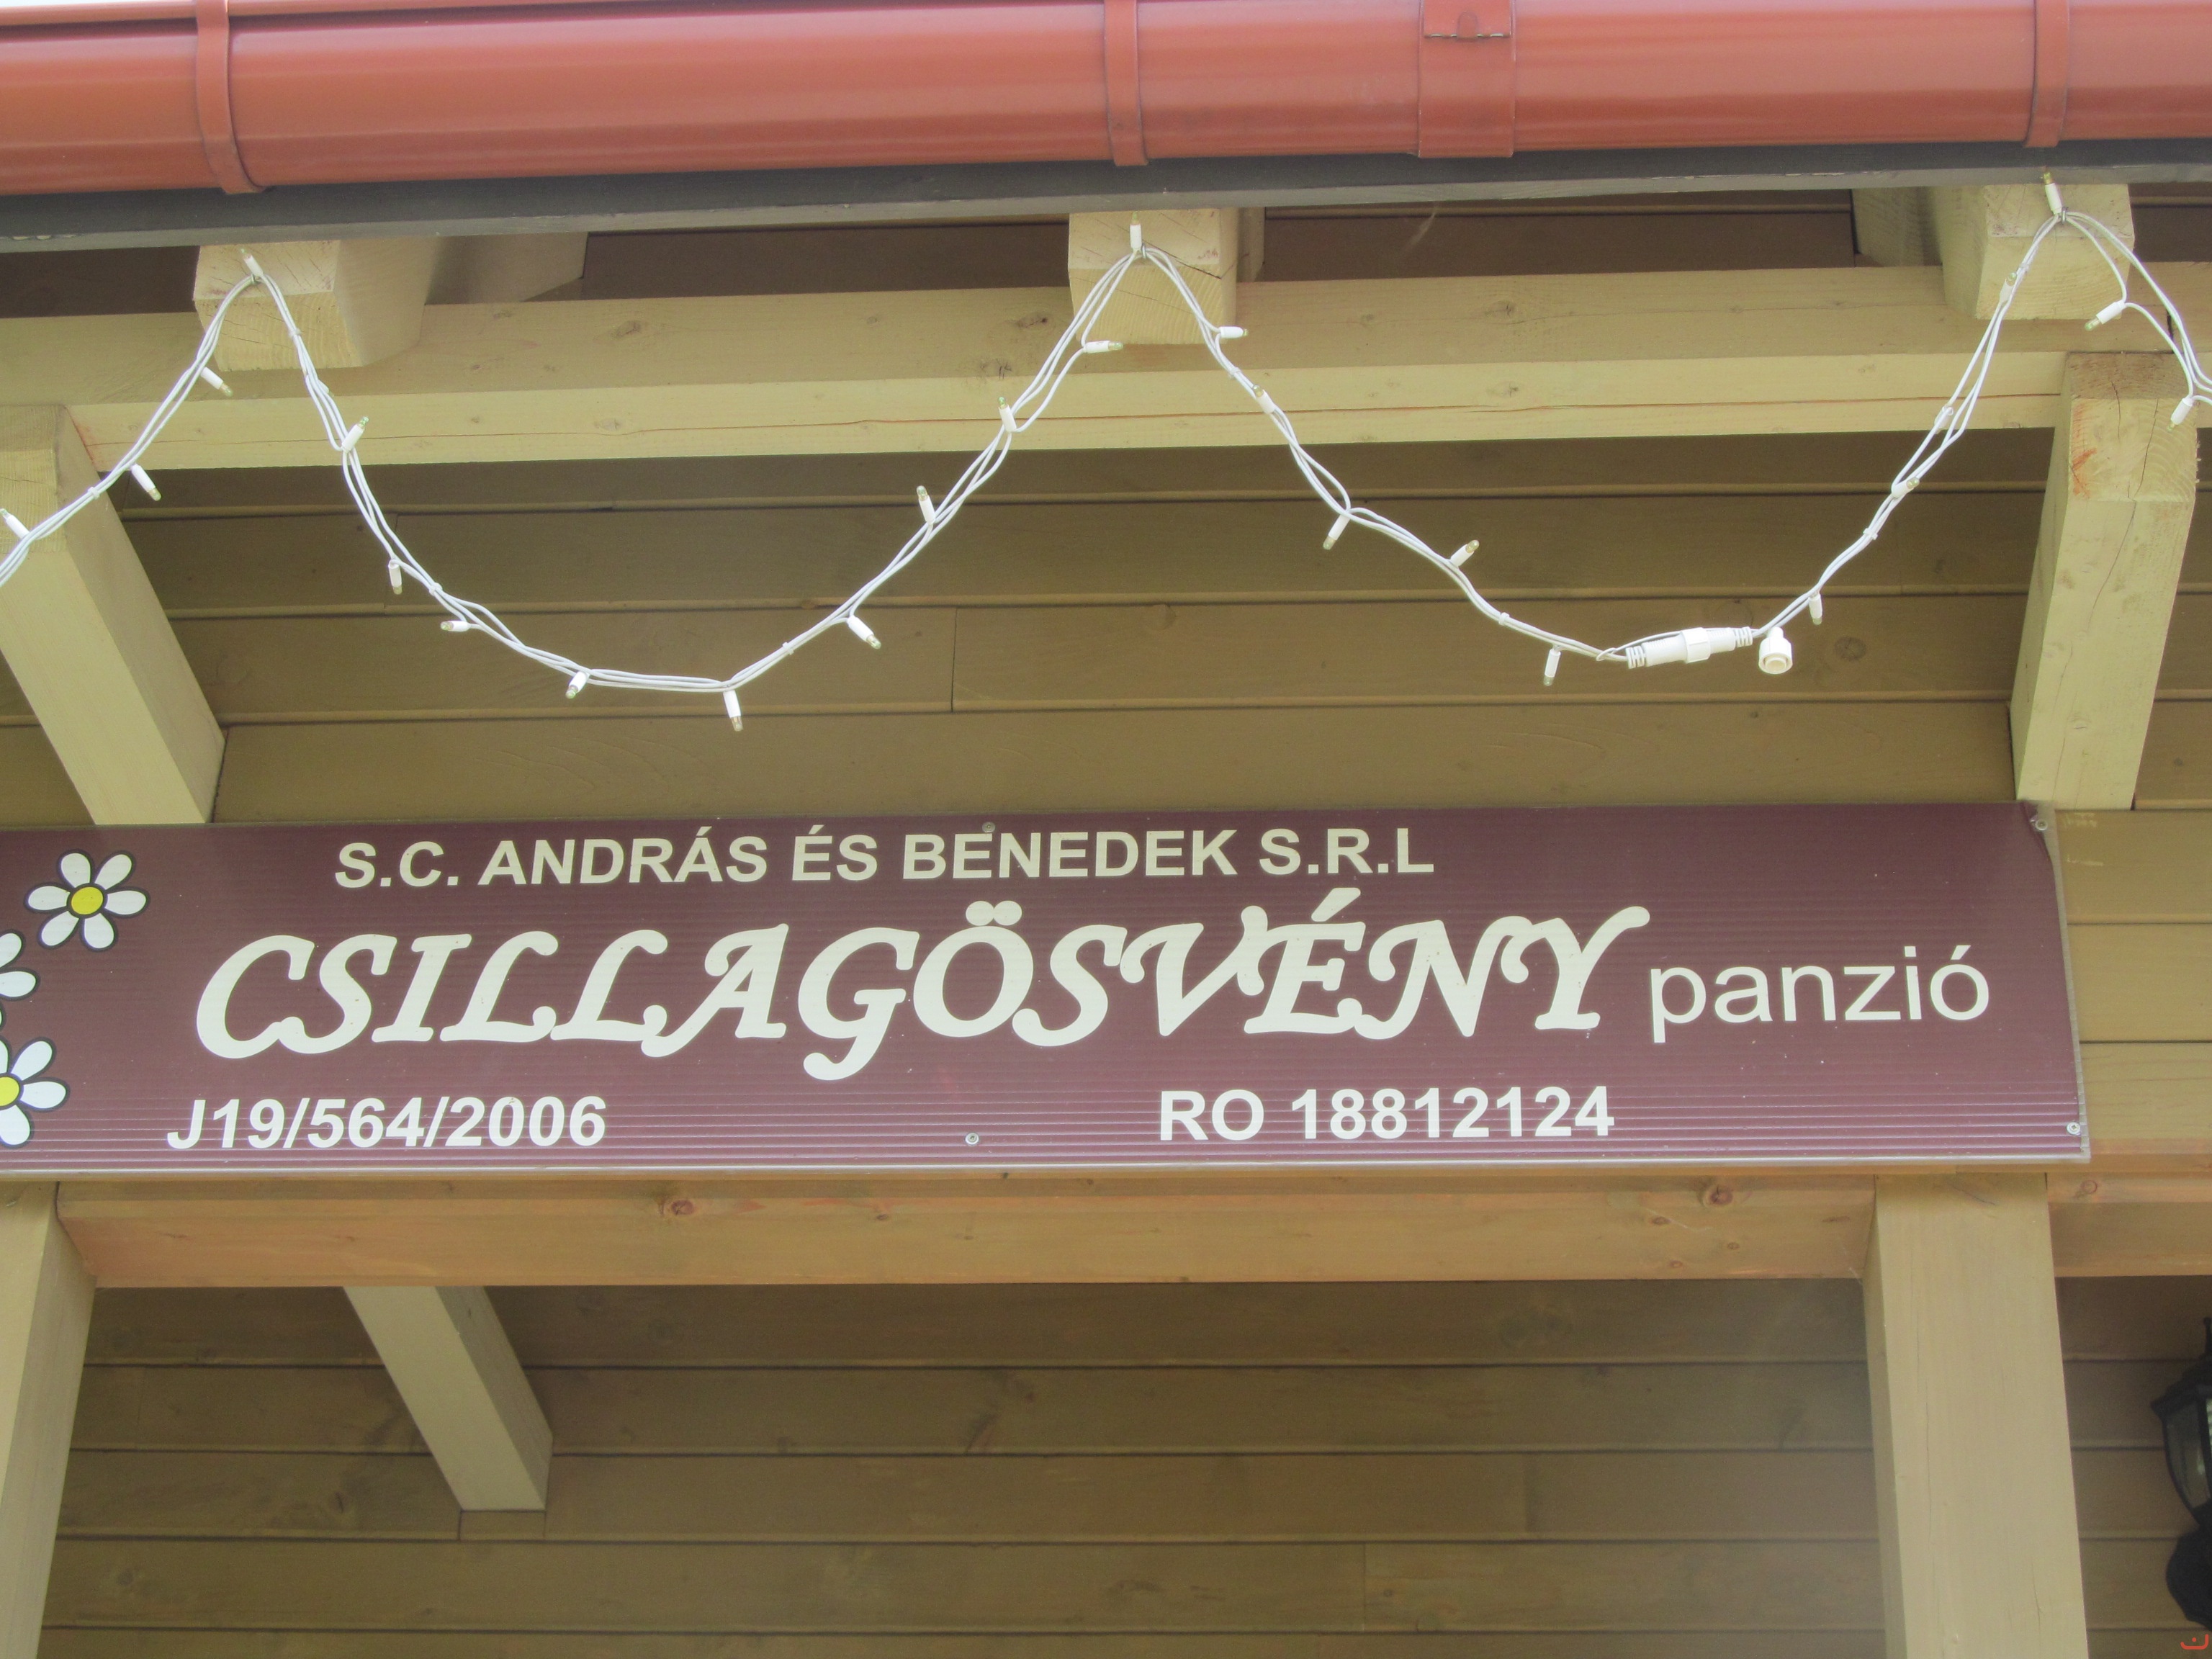 S.C. ANDRÁS ÉS BENEDEK S.R.L
CSILLAGÖSVÉNY panzió
J19/564/2006 RO 18812124